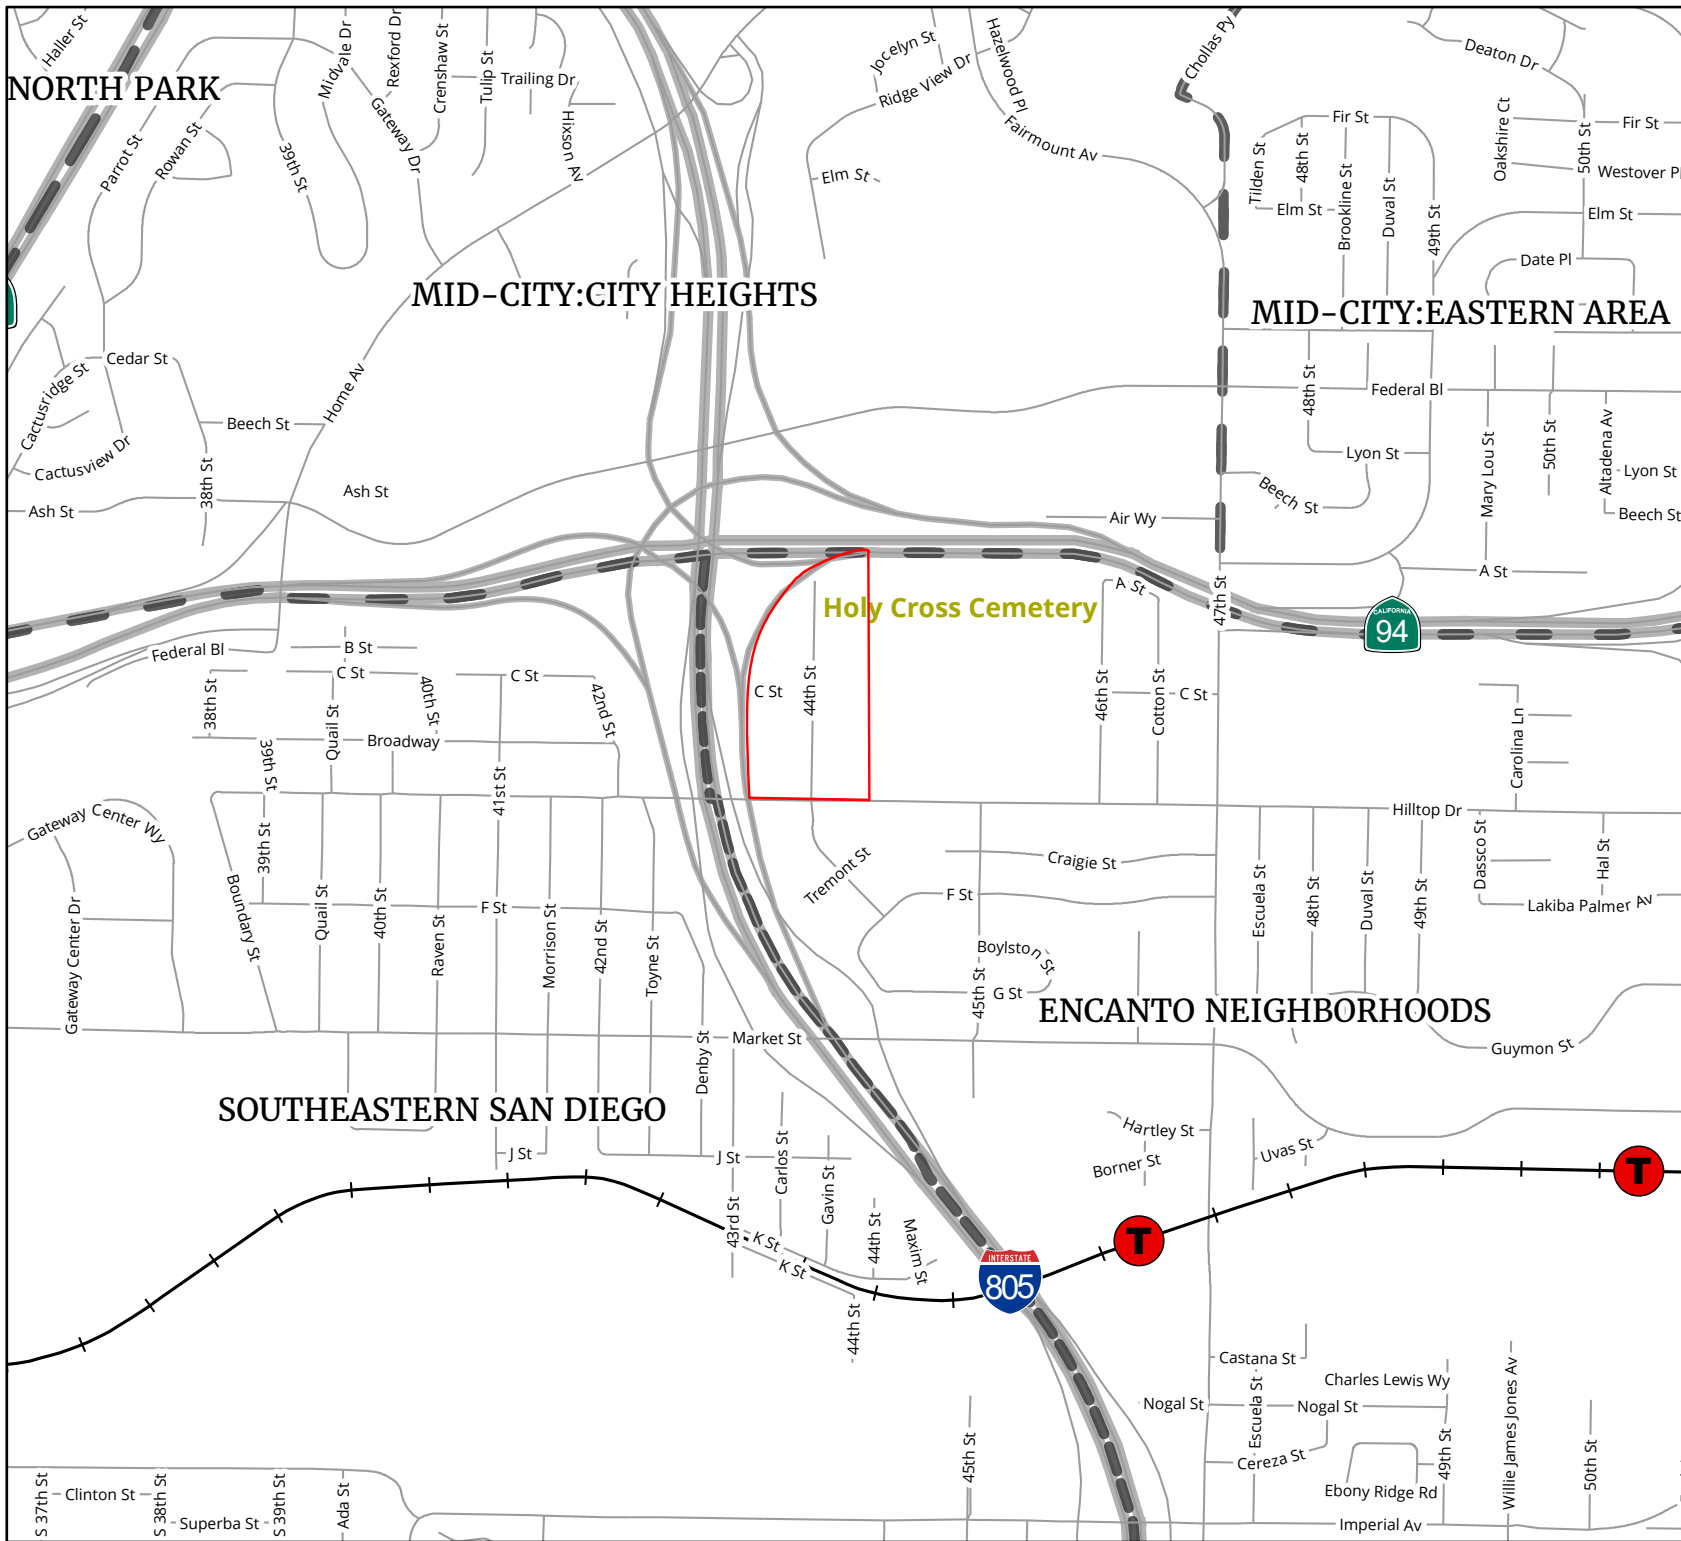 Haller St
NORTH PARK
Parrot St
Rowan St
39th St
Midvale Dr
Rexford Dr
Gateway Dr
Crenshaw St
Tulip St
Trailing Dr
Hixson Av
Jocelyn St
Ridge View Dr
Hazelwood Pl
Fairmount Av
Elm St
Chollas Py
Deaton Dr
Fir St
Tilden St
48th St
Elm St
Brookline St
Duval St
49th St
Oakshire Ct
50th St
Fir St
Westover Pl
Elm St
Date Pl
MID-CITY:CITY HEIGHTS
MID-CITY:EASTERN AREA
Cedar St
Cactusridge St
Cactusview Dr
Beech St
38th St
Home Av
Ash St
Ash St
Federal Bl
48th St
Lyon St
Beech St
Mary Lou St
50th St
Altadena Av
Lyon St
Beech St
Air Wy
A St
A St
47th St
CALIFORNIA
94
Holy Cross Cemetery
Federal Bl
B St
C St
38th St
Quail St
40th St
C St
42nd St
Broadway
39th St
41st St
C St
44th St
46th St
Cotton St
C St
Carolina Ln
Hilltop Dr
Gateway Center Wy
Gateway Center Dr
39th St
Boundary St
Quail St
40th St
Raven St
F St
Morrison St
42nd St
Toyne St
Denby St
Tremont St
Craigie St
F St
Boylston St
45th St
G St
Escuela St
48th St
Duval St
49th St
Dassco St
Hal St
Lakiba Palmer Av
ENCANTO NEIGHBORHOODS
Market St
Guymon St
SOUTHEASTERN SAN DIEGO
J St
J St
43rd St
Carlos St
Gavin St
44th St
Maxim St
K St
K St
44th St
Hartley St
Borner St
Uvas St
T
T
INTERSTATE
805
Castana St
Nogal St
Escuela St
Nogal St
Charles Lewis Wy
Cereza St
Ebony Ridge Rd
49th St
Willie James Jones Av
50th St
Imperial Av
45th St
S 37th St
Clinton St
S 38th St
Superba St
S 39th St
Ada St